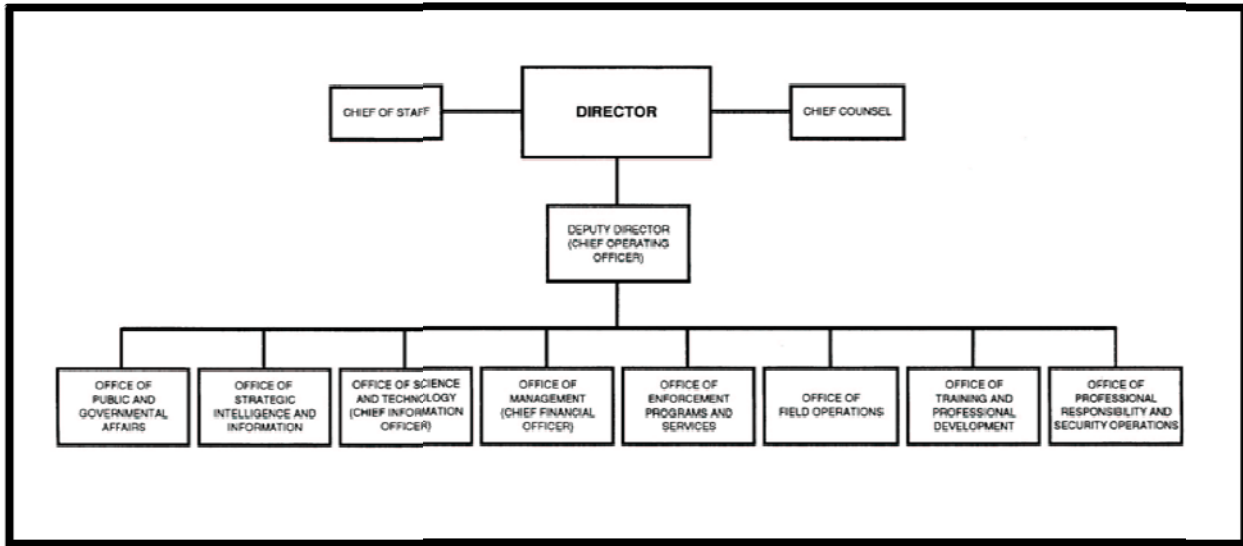 CHIEF OF STAFF
DIRECTOR
CHIEF COUNSEL
DEPUTY DIRECTOR
(CHIEF OPERATING
OFFICER)
OFFICE OF
PUBLIC AND
GOVERNMENTAL
AFFAIRS
OFFICE OF
STRATEGIC
INTELLIGENCE AND
INFORMATION
OFFICE OF SCIENCE
AND TECHNOLOGY
(CHIEF INFORMATION
OFFICER)
OFFICE OF
MANAGEMENT
(CHIEF FINANCIAL
OFFICER)
OFFICE OF
ENFORCEMENT
PROGRAMS AND
SERVICES
OFFICE OF
FIELD OPERATIONS
OFFICE OF
TRAINING AND
PROFESSIONAL
DEVELOPMENT
OFFICE OF
PROFESSIONAL
RESPONSIBILITY AND
SECURITY OPERATIONS